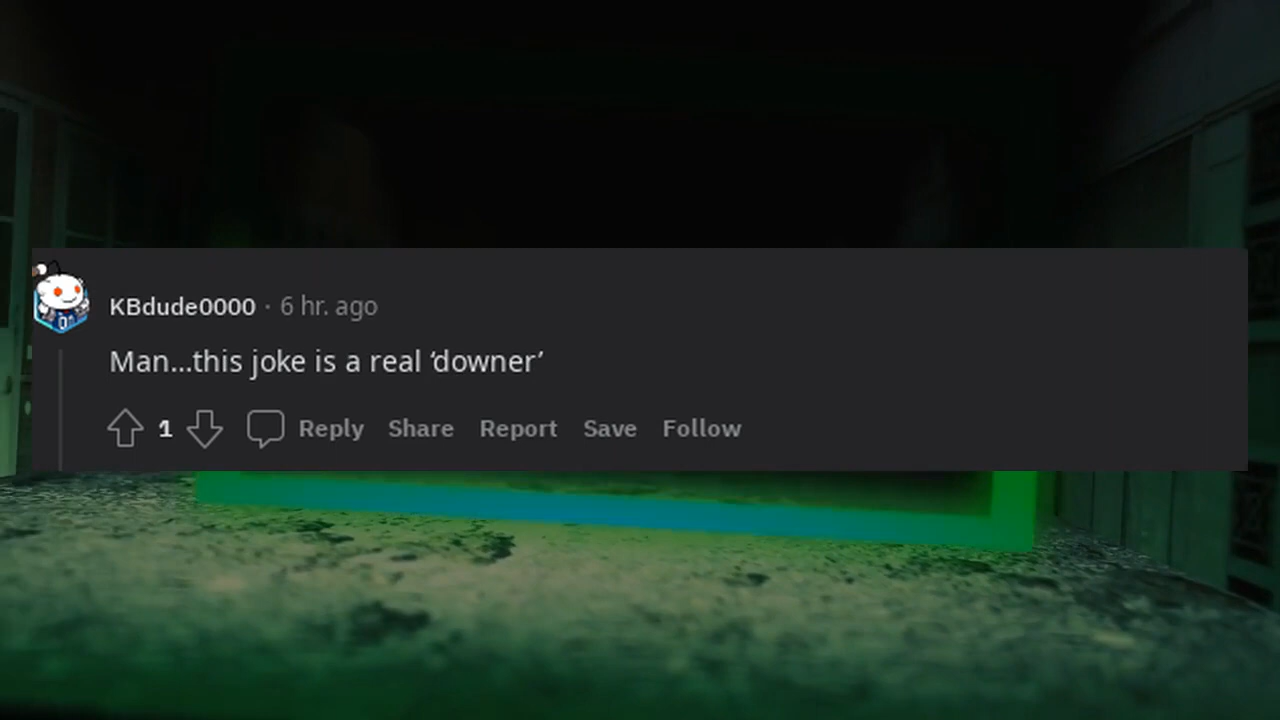 KBdude0000 · 6 hr. ago
Man...this joke is a real ‘downer’
1 Reply Share Report Save Follow